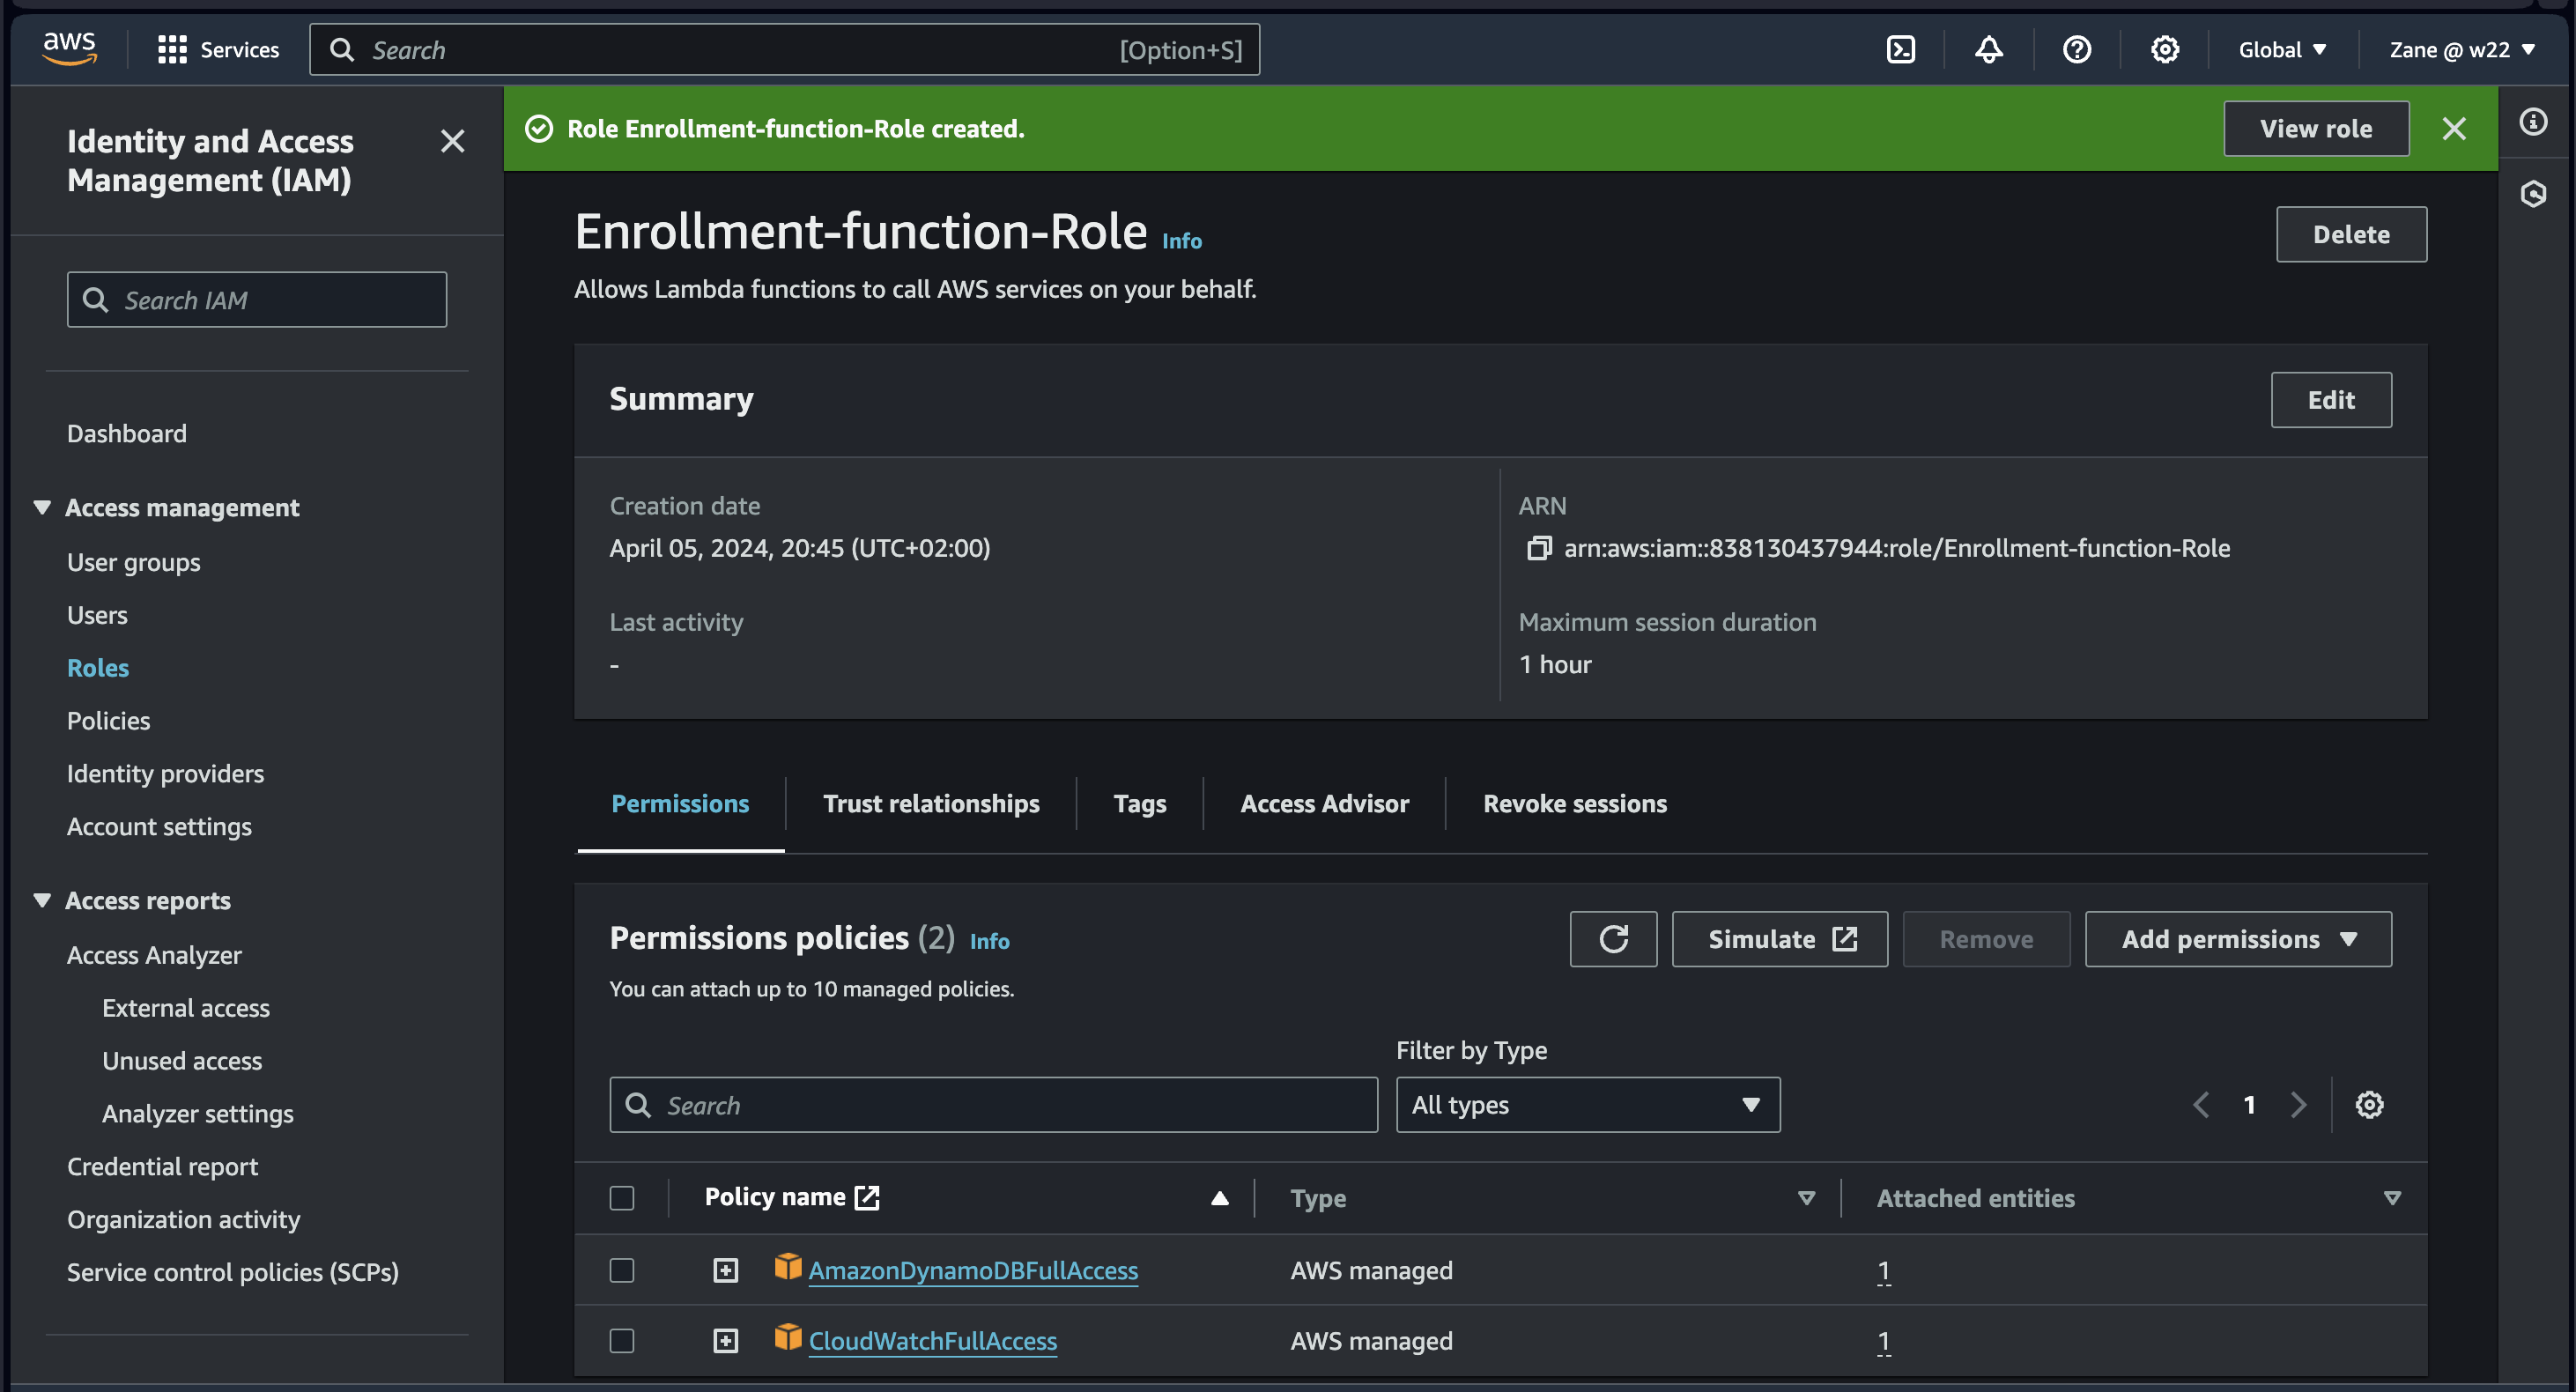 aws
Services
Search
[Option+S]
Global
Zane @ w22
Identity and Access
Management (IAM)
Search IAM
Dashboard
Access management
User groups
Users
Roles
Policies
Identity providers
Account settings
Access reports
Access Analyzer
External access
Unused access
Analyzer settings
Credential report
Organization activity
Service control policies (SCPs)
Role Enrollment-function-Role created.
View role
Enrollment-function-Role Info
Delete
Allows Lambda functions to call AWS services on your behalf.
Summary
Edit
Creation date
April 05, 2024, 20:45 (UTC+02:00)
ARN
arn:aws:iam::838130437944:role/Enrollment-function-Role
Last activity
-
Maximum session duration
1 hour
Permissions
Trust relationships
Tags
Access Advisor
Revoke sessions
Permissions policies (2) Info
Simulate
Remove
Add permissions
You can attach up to 10 managed policies.
Filter by Type
Search
All types
1
Policy name
Type
Attached entities
AmazonDynamoDBFullAccess
AWS managed
1
CloudWatchFullAccess
AWS managed
1